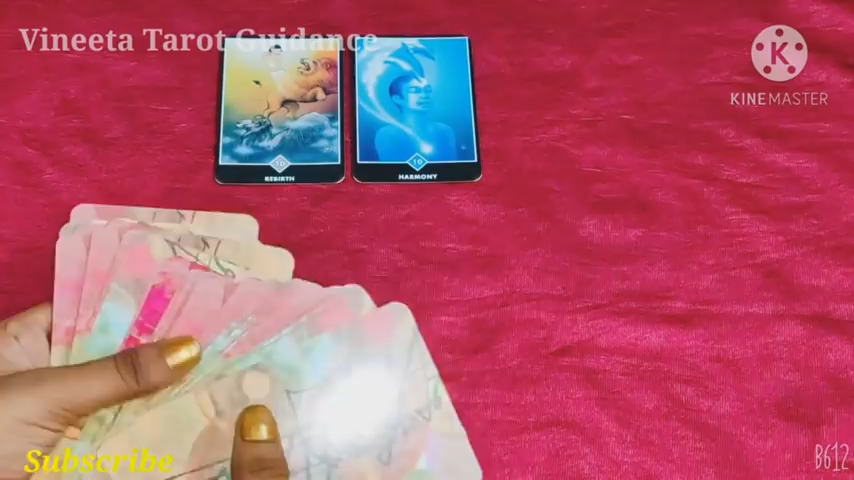 Vineeta Tarot Guidance
KINEMASTER
10
REBIRTH
10
HARMONY
Subscribe
B612